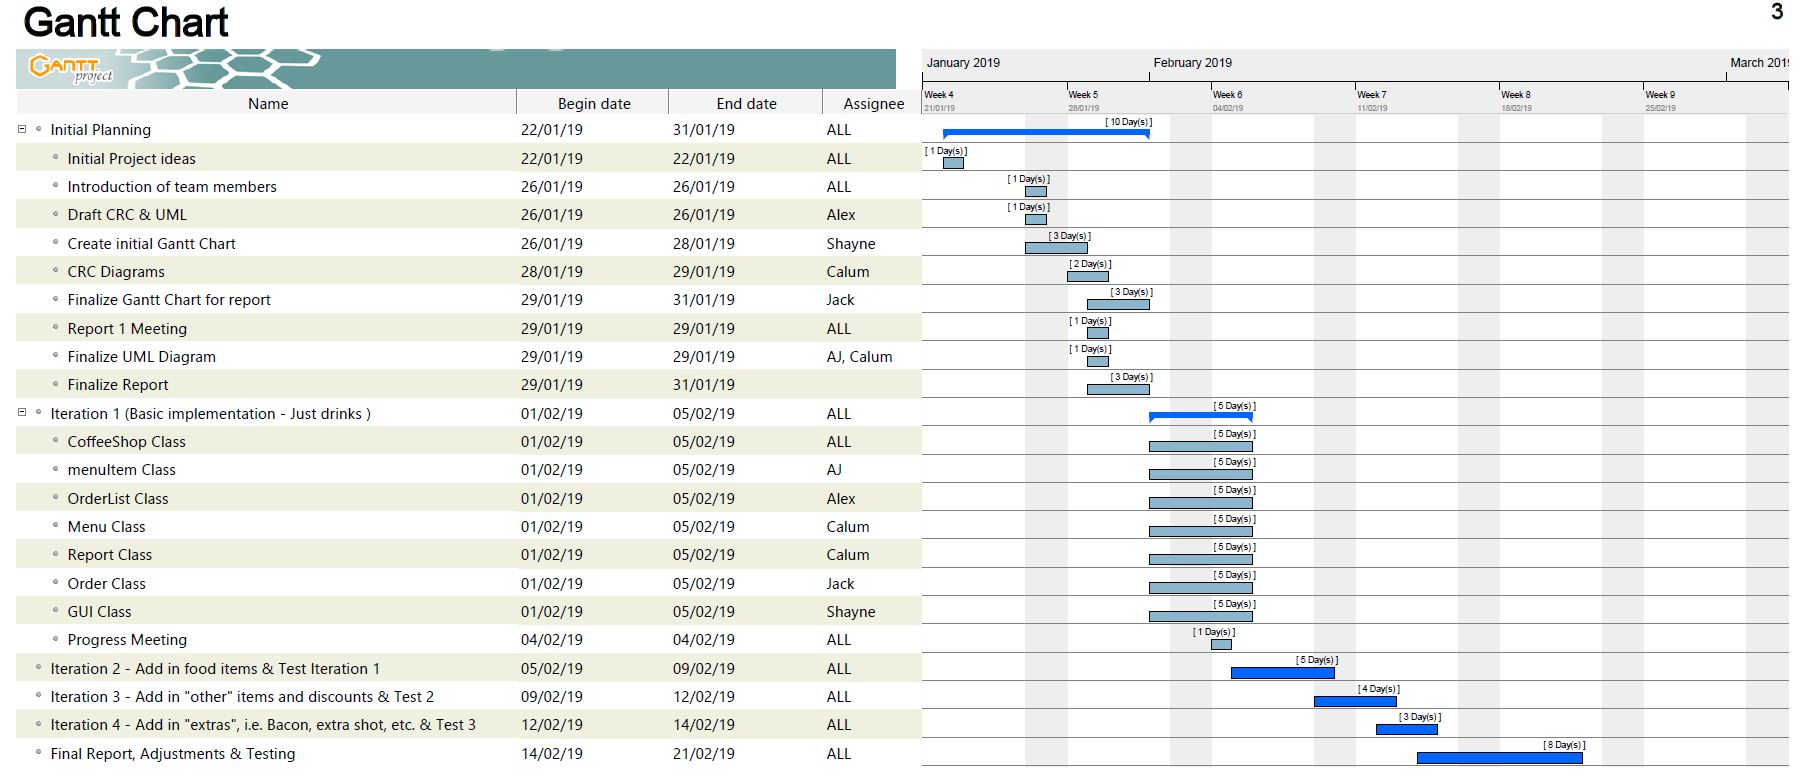 Gantt Chart
3
GANTT project
January 2019 February 2019 March 201
Name Begin date End date Assignee
Week 4 Week 5 Week 6 Week 7 Week 8 Week 9
21/01/19 28/01/19 04/02/19 11/02/19 18/02/19 25/02/19
Initial Planning 22/01/19 31/01/19 ALL [ 10 Day(s) ]
Initial Project ideas 22/01/19 22/01/19 ALL [ 1 Day(s) ]
Introduction of team members 26/01/19 26/01/19 ALL [ 1 Day(s) ]
Draft CRC & UML 26/01/19 26/01/19 Alex [ 1 Day(s) ]
Create initial Gantt Chart 26/01/19 28/01/19 Shayne [ 3 Day(s) ]
CRC Diagrams 28/01/19 29/01/19 Calum [ 2 Day(s) ]
Finalize Gantt Chart for report 29/01/19 31/01/19 Jack [ 3 Day(s) ]
Report 1 Meeting 29/01/19 29/01/19 ALL [ 1 Day(s) ]
Finalize UML Diagram 29/01/19 29/01/19 AJ, Calum [ 1 Day(s) ]
Finalize Report 29/01/19 31/01/19 [ 3 Day(s) ]
Iteration 1 (Basic implementation - Just drinks ) 01/02/19 05/02/19 ALL [ 5 Day(s) ]
CoffeeShop Class 01/02/19 05/02/19 ALL [ 5 Day(s) ]
menuItem Class 01/02/19 05/02/19 AJ [ 5 Day(s) ]
OrderList Class 01/02/19 05/02/19 Alex [ 5 Day(s) ]
Menu Class 01/02/19 05/02/19 Calum [ 5 Day(s) ]
Report Class 01/02/19 05/02/19 Calum [ 5 Day(s) ]
Order Class 01/02/19 05/02/19 Jack [ 5 Day(s) ]
GUI Class 01/02/19 05/02/19 Shayne [ 5 Day(s) ]
Progress Meeting 04/02/19 04/02/19 ALL [ 1 Day(s) ]
Iteration 2 - Add in food items & Test Iteration 1 05/02/19 09/02/19 ALL [ 5 Day(s) ]
Iteration 3 - Add in "other" items and discounts & Test 2 09/02/19 12/02/19 ALL [ 4 Day(s) ]
Iteration 4 - Add in "extras", i.e. Bacon, extra shot, etc. & Test 3 12/02/19 14/02/19 ALL [ 3 Day(s) ]
Final Report, Adjustments & Testing 14/02/19 21/02/19 ALL [ 8 Day(s) ]